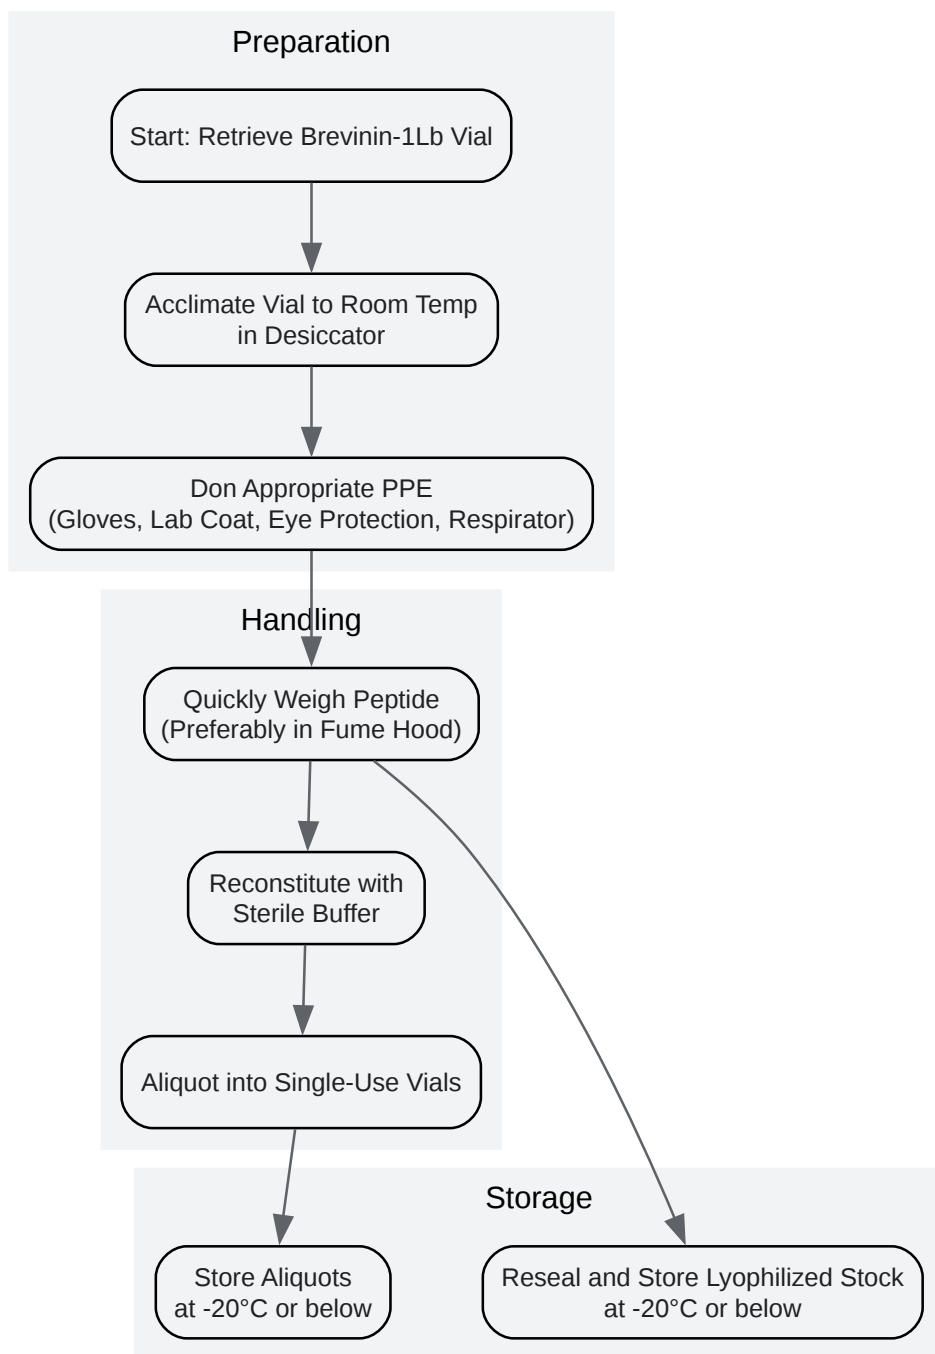 Preparation
Start: Retrieve Brevinin-1Lb Vial
Acclimate Vial to Room Temp
in Desiccator
Don Appropriate PPE
(Gloves, Lab Coat, Eye Protection, Respirator)
Handling
Quickly Weigh Peptide
(Preferably in Fume Hood)
Reconstitute with
Sterile Buffer
Aliquot into Single-Use Vials
Storage
Store Aliquots
at -20°C or below
Reseal and Store Lyophilized Stock
at -20°C or below